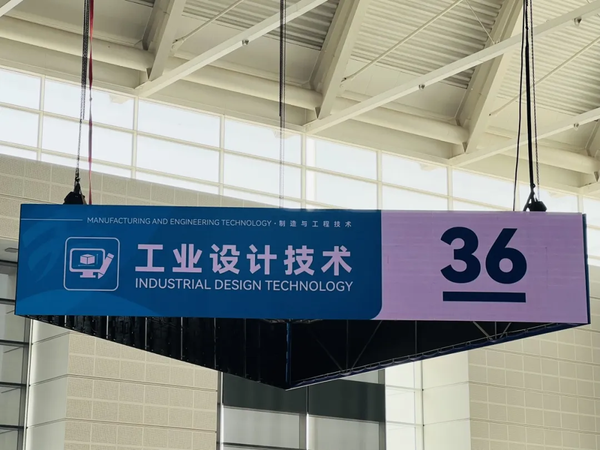 MANUFACTURING AND ENGINEERING TECHNOLOGY · 制造与工程技术
工业设计技术
INDUSTRIAL DESIGN TECHNOLOGY
36